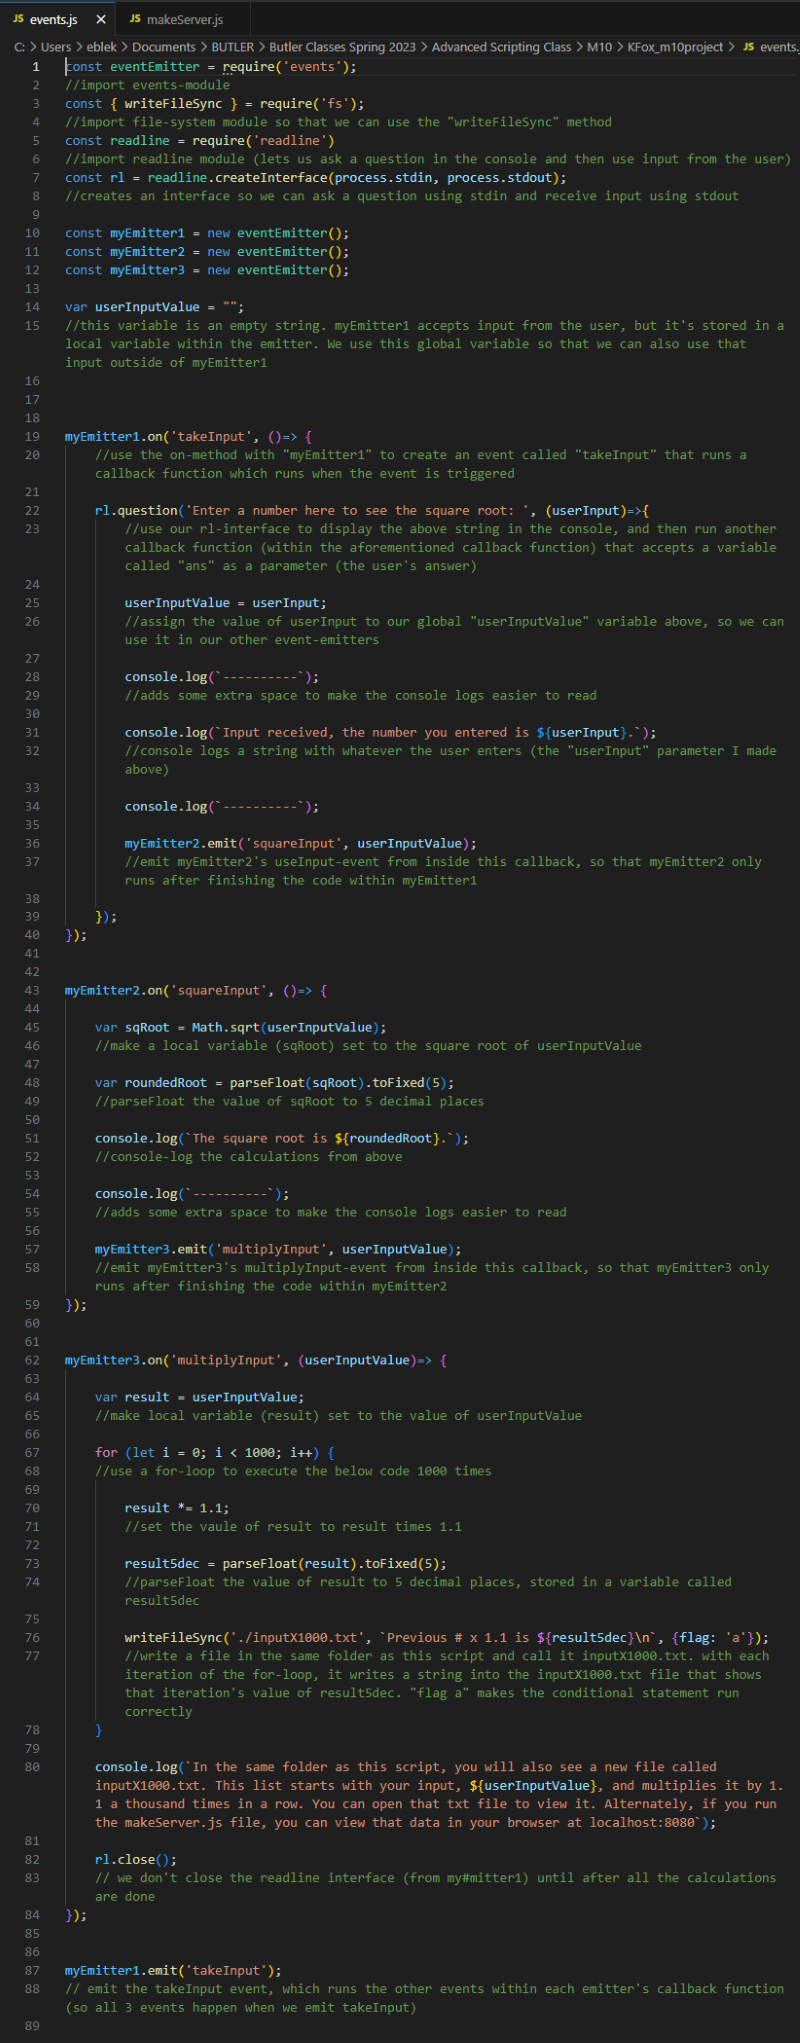 JS events.js × JS makeServer.js
C: > Users > eblek > Documents > BUTLER > Butler Classes Spring 2023 > Advanced Scripting Class > M10 > KFox_m10project > JS events.
1 const eventEmitter = require('events');
2 //import events-module
3 const { writeFileSync } = require('fs');
4 //import file-system module so that we can use the "writeFileSync" method
5 const readline = require('readline')
6 //import readline module (lets us ask a question in the console and then use input from the user)
7 const rl = readline.createInterface(process.stdin, process.stdout);
8 //creates an interface so we can ask a question using stdin and receive input using stdout
9
10 const myEmitter1 = new eventEmitter();
11 const myEmitter2 = new eventEmitter();
12 const myEmitter3 = new eventEmitter();
13
14 var userInputValue = "";
15 //this variable is an empty string. myEmitter1 accepts input from the user, but it's stored in a
local variable within the emitter. We use this global variable so that we can also use that
input outside of myEmitter1
16
17
18
19 myEmitter1.on('takeInput', ()=> {
20 //use the on-method with "myEmitter1" to create an event called "takeInput" that runs a
callback function which runs when the event is triggered
21
22 rl.question('Enter a number here to see the square root: ', (userInput)=>{
23 //use our rl-interface to display the above string in the console, and then run another
callback function (within the aforementioned callback function) that accepts a variable
called "ans" as a parameter (the user's answer)
24
25 userInputValue = userInput;
26 //assign the value of userInput to our global "userInputValue" variable above, so we can
use it in our other event-emitters
27
28 console.log(`----------`);
29 //adds some extra space to make the console logs easier to read
30
31 console.log(`Input received, the number you entered is ${userInput}.`);
32 //console logs a string with whatever the user enters (the "userInput" parameter I made
above)
33
34 console.log(`----------`);
35
36 myEmitter2.emit('squareInput', userInputValue);
37 //emit myEmitter2's useInput-event from inside this callback, so that myEmitter2 only
runs after finishing the code within myEmitter1
38
39 });
40 });
41
42
43 myEmitter2.on('squareInput', ()=> {
44
45 var sqRoot = Math.sqrt(userInputValue);
46 //make a local variable (sqRoot) set to the square root of userInputValue
47
48 var roundedRoot = parseFloat(sqRoot).toFixed(5);
49 //parseFloat the value of sqRoot to 5 decimal places
50
51 console.log(`The square root is ${roundedRoot}.`);
52 //console-log the calculations from above
53
54 console.log(`----------`);
55 //adds some extra space to make the console logs easier to read
56
57 myEmitter3.emit('multiplyInput', userInputValue);
58 //emit myEmitter3's multiplyInput-event from inside this callback, so that myEmitter3 only
runs after finishing the code within myEmitter2
59 });
60
61
62 myEmitter3.on('multiplyInput', (userInputValue)=> {
63
64 var result = userInputValue;
65 //make local variable (result) set to the value of userInputValue
66
67 for (let i = 0; i < 1000; i++) {
68 //use a for-loop to execute the below code 1000 times
69
70 result *= 1.1;
71 //set the vaule of result to result times 1.1
72
73 result5dec = parseFloat(result).toFixed(5);
74 //parseFloat the value of result to 5 decimal places, stored in a variable called
result5dec
75
76 writeFileSync('./inputX1000.txt', `Previous # x 1.1 is ${result5dec}\n`, {flag: 'a'});
77 //write a file in the same folder as this script and call it inputX1000.txt. with each
iteration of the for-loop, it writes a string into the inputX1000.txt file that shows
that iteration's value of result5dec. "flag a" makes the conditional statement run
correctly
78 }
79
80 console.log(`In the same folder as this script, you will also see a new file called
inputX1000.txt. This list starts with your input, ${userInputValue}, and multiplies it by 1.
1 a thousand times in a row. You can open that txt file to view it. Alternately, if you run
the makeServer.js file, you can view that data in your browser at localhost:8080`);
81
82 rl.close();
83 // we don't close the readline interface (from my#mitter1) until after all the calculations
are done
84 });
85
86
87 myEmitter1.emit('takeInput');
88 // emit the takeInput event, which runs the other events within each emitter's callback function
(so all 3 events happen when we emit takeInput)
89